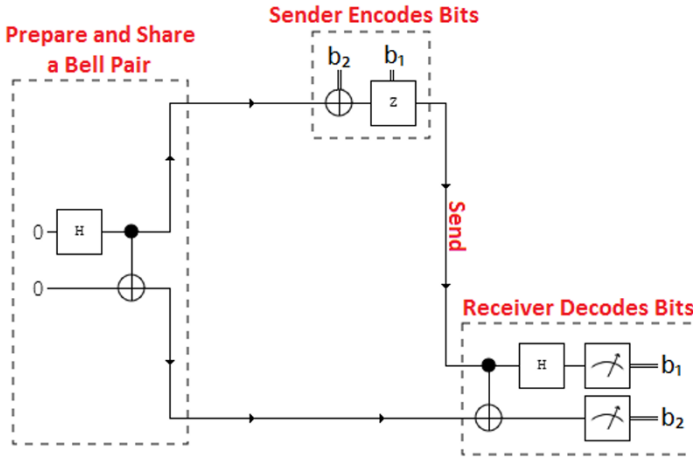 Sender Encodes Bits
Prepare and Share
a Bell Pair
b₂ b₁
Z
0 H
0
Send
Receiver Decodes Bits
H b₁
b₂